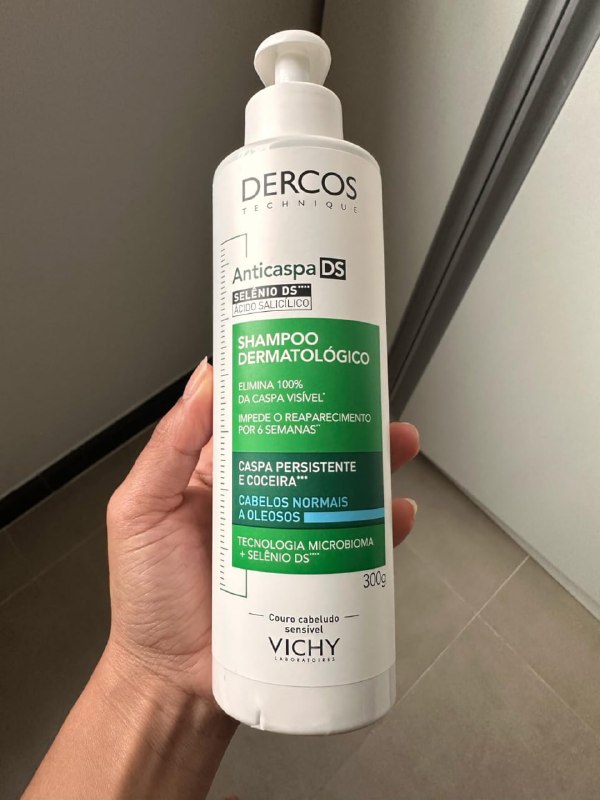 DERCOS
TECHNIQUE
Anticaspa DS
SELÊNIO DS****
ÁCIDO SALICÍLICO
SHAMPOO
DERMATOLÓGICO
ELIMINA 100%
DA CASPA VISÍVEL*
IMPEDE O REAPARECIMENTO
POR 6 SEMANAS**
CASPA PERSISTENTE
E COCEIRA***
CABELOS NORMAIS
A OLEOSOS
TECNOLOGIA MICROBIOMA
+ SELÊNIO DS****
300g
Couro cabeludo
sensível
VICHY
LABORATOIRES